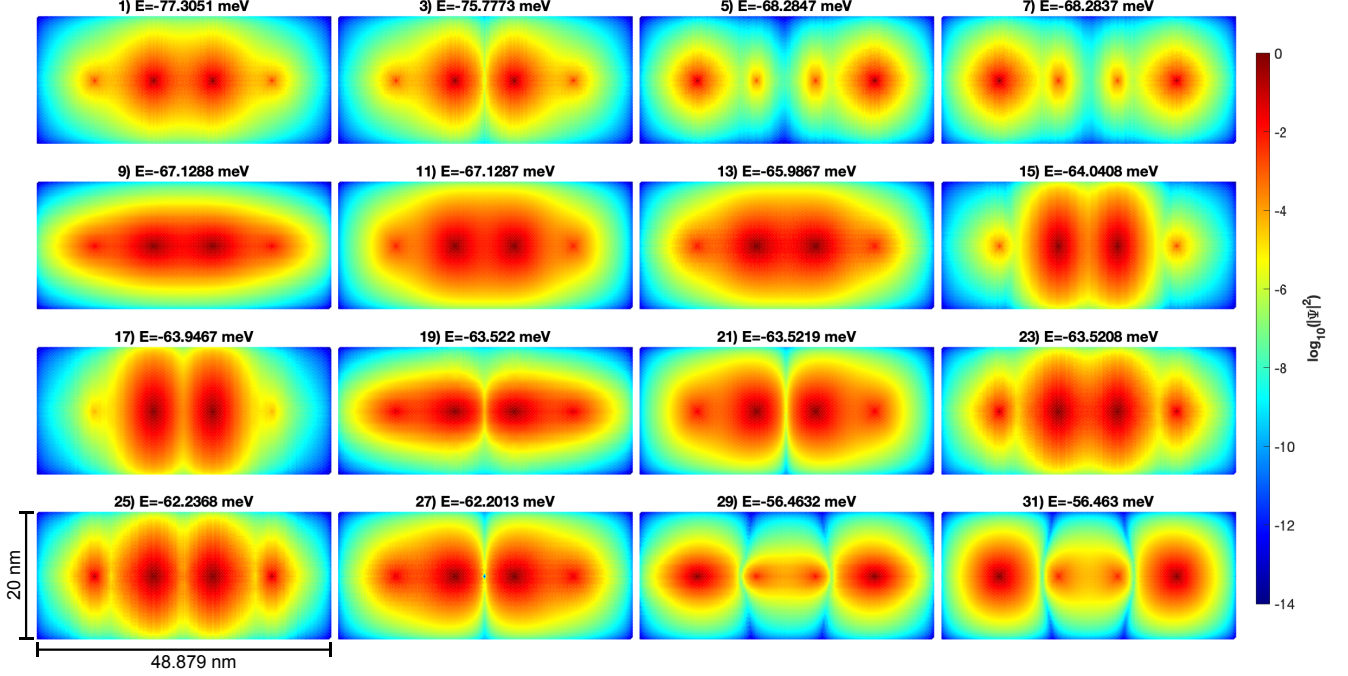 1) E=-77.3051 meV
3) E=-75.7773 meV
5) E=-68.2847 meV
7) E=-68.2837 meV
9) E=-67.1288 meV
11) E=-67.1287 meV
13) E=-65.9867 meV
15) E=-64.0408 meV
17) E=-63.9467 meV
19) E=-63.522 meV
21) E=-63.5219 meV
23) E=-63.5208 meV
25) E=-62.2368 meV
27) E=-62.2013 meV
29) E=-56.4632 meV
31) E=-56.463 meV
20 nm
48.879 nm
0
-2
-4
-6
-8
-10
-12
-14
log10(|Ψ|²)